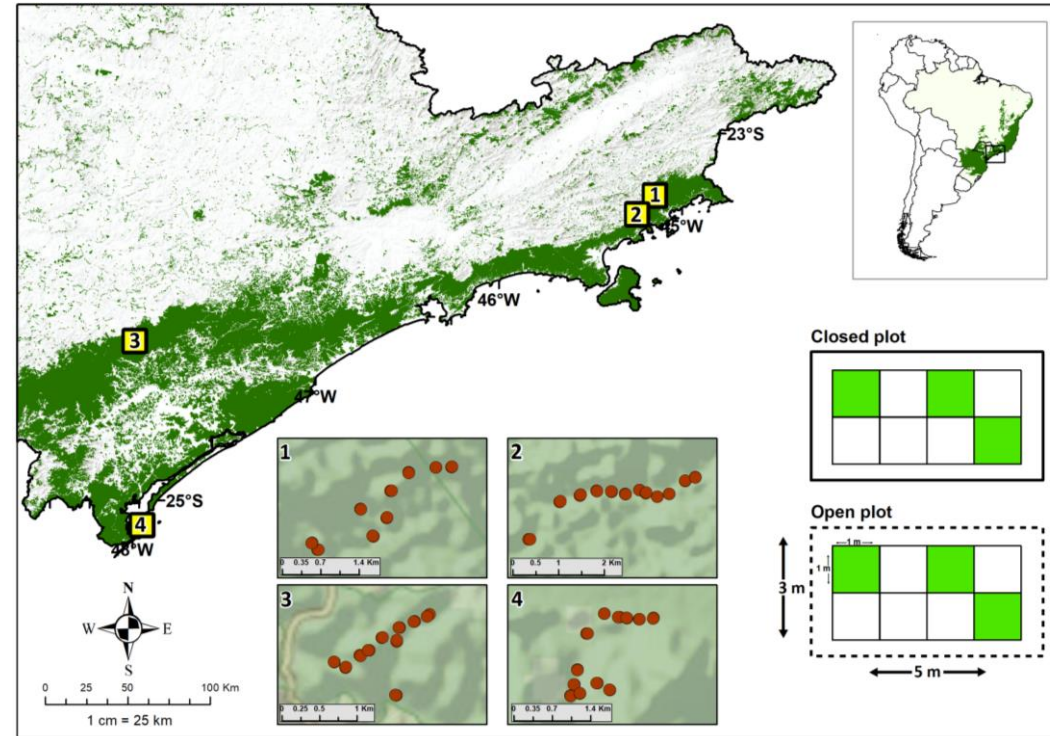 23°S
1
2
45°W
46°W
3
47°W
25°S
4
48°W
N
W E
S
0 25 50 100 Km
1 cm = 25 km
1
0 0.35 0.7 1.4 Km
2
0 0.5 1 2 Km
3
0 0.25 0.5 1 Km
4
0 0.35 0.7 1.4 Km
Closed plot
Open plot
1 m
1 m
3 m
5 m